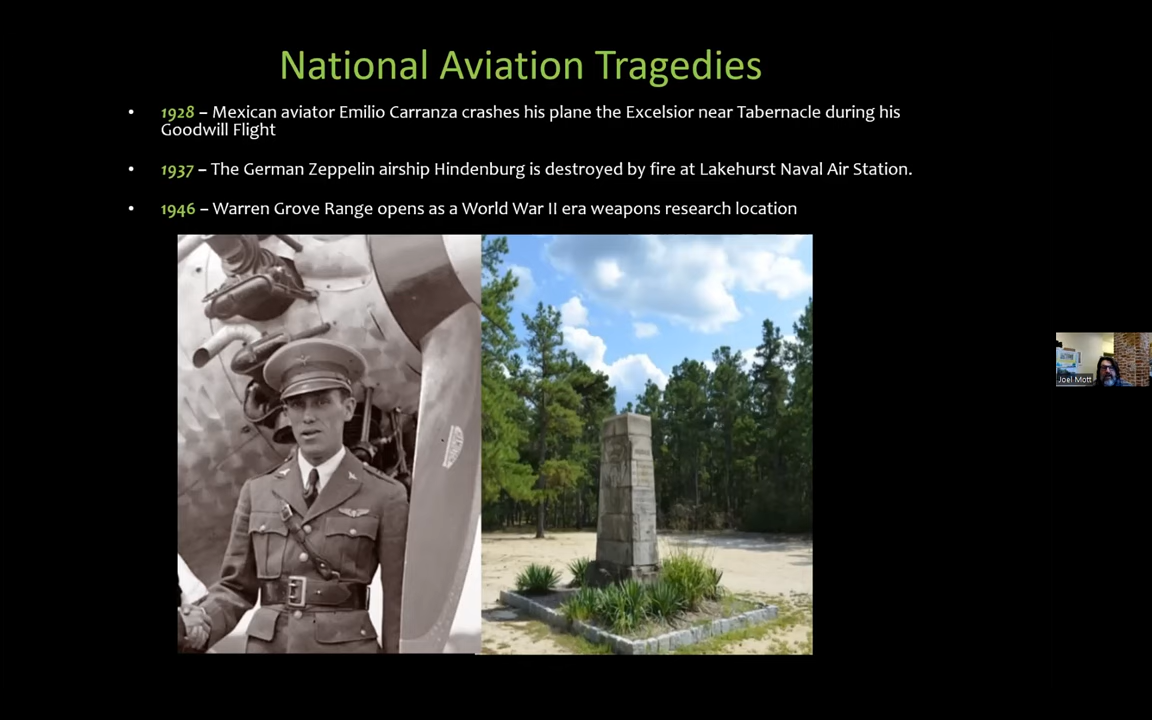 National Aviation Tragedies
• 1928 – Mexican aviator Emilio Carranza crashes his plane the Excelsior near Tabernacle during his
Goodwill Flight
• 1937 – The German Zeppelin airship Hindenburg is destroyed by fire at Lakehurst Naval Air Station.
• 1946 – Warren Grove Range opens as a World War II era weapons research location
Joel Mott